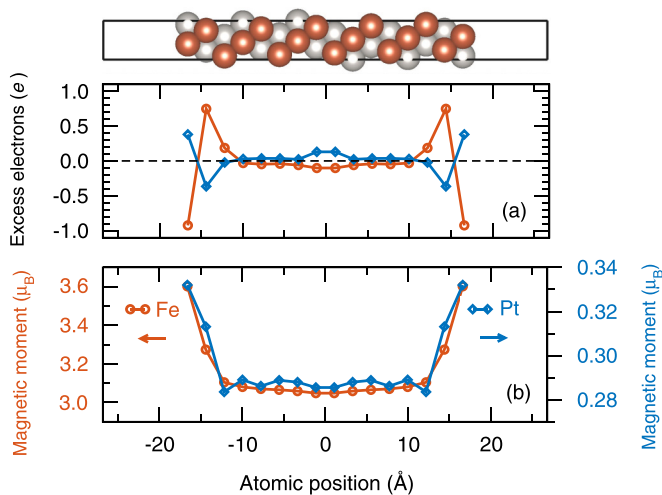 Excess electrons (e)
1.0
0.5
0.0
-0.5
-1.0
(a)
Magnetic moment (μB)
3.6
3.4
3.2
3.0
Fe
Pt
(b)
0.34
0.32
0.30
0.28
Magnetic moment (μB)
-20 -10 0 10 20
Atomic position (Å)